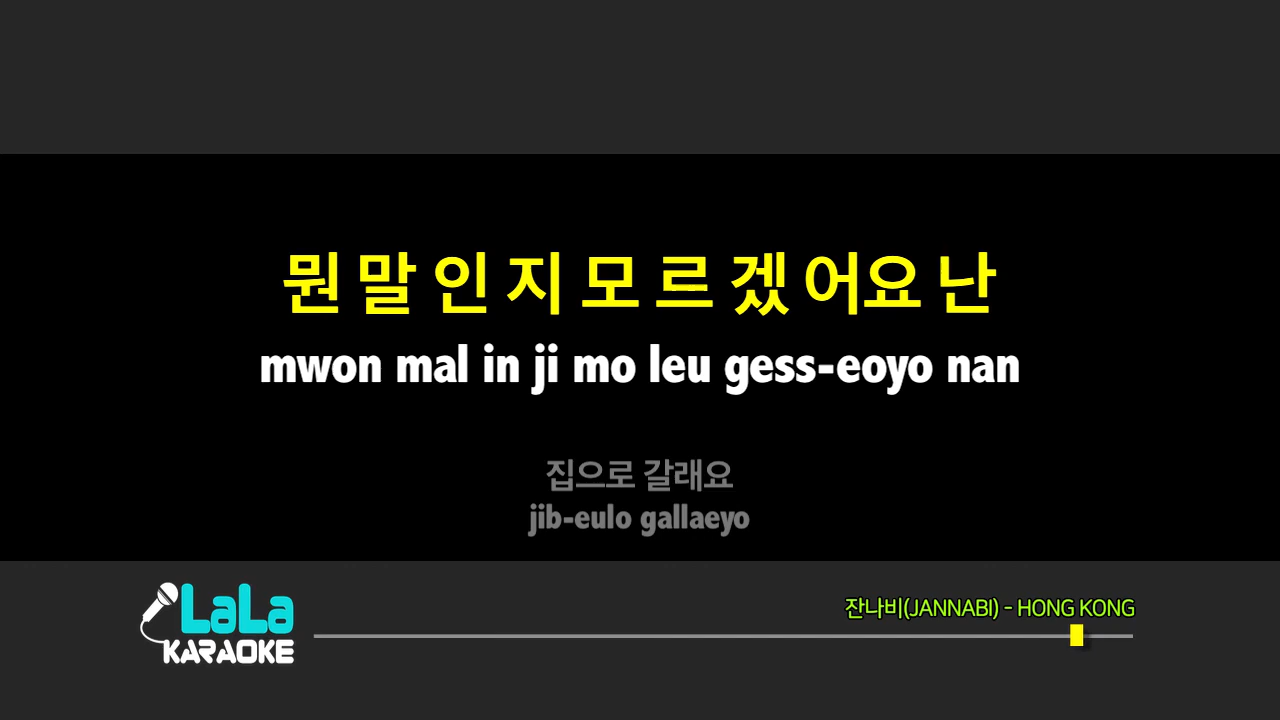 뭔 말 인 지 모 르 겠 어요 난
mwon mal in ji mo leu gess-eoyo nan
집으로 갈래요
jib-eulo gallaeyo
잔나비(JANNABI) - HONG KONG
LaLa
KARAOKE